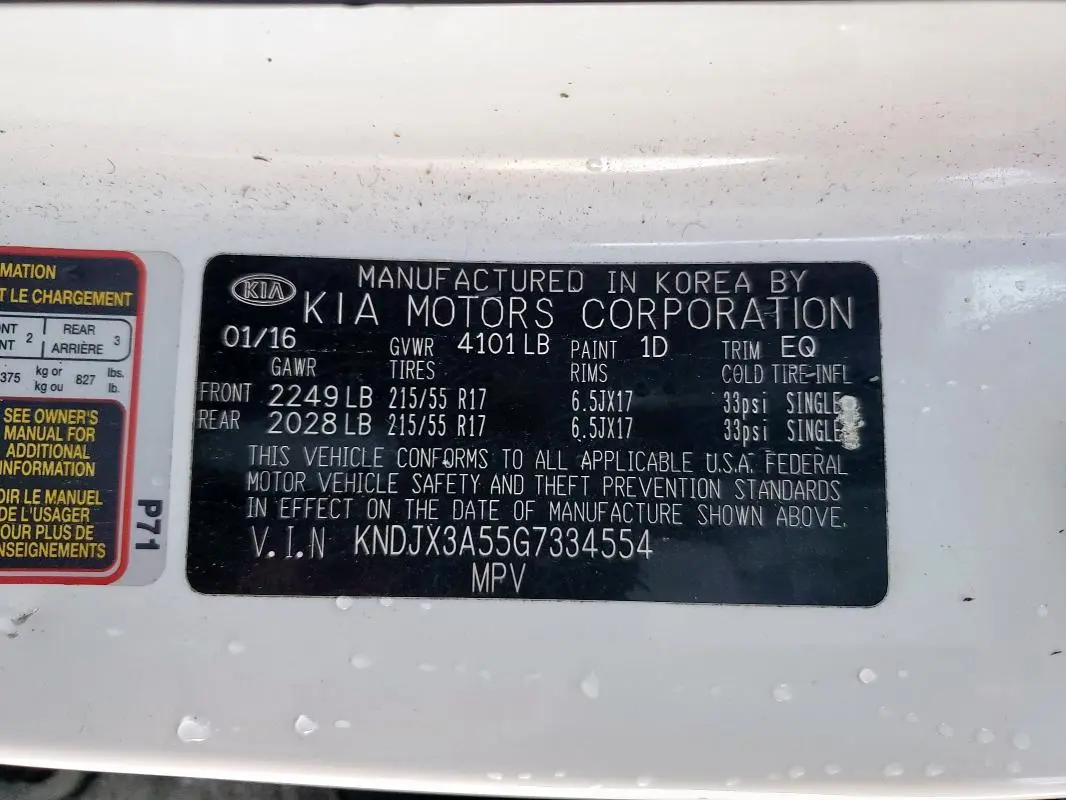 MATION
T LE CHARGEMENT
NT 2 REAR 3
NT ARRIÈRE
375 kg or 827 lbs.
kg ou lb.
SEE OWNER'S
MANUAL FOR
ADDITIONAL
INFORMATION
OIR LE MANUEL
DE L'USAGER
OUR PLUS DE
NSEIGNEMENTS
P71
KIA
MANUFACTURED IN KOREA BY
KIA MOTORS CORPORATION
01/16 GVWR 4101 LB PAINT 1D TRIM EQ
GAWR TIRES RIMS COLD TIRE-INFL
FRONT 2249 LB 215/55 R17 6.5JX17 33psi SINGLE
REAR 2028 LB 215/55 R17 6.5JX17 33psi SINGLE
THIS VEHICLE CONFORMS TO ALL APPLICABLE U.S.A. FEDERAL
MOTOR VEHICLE SAFETY AND THEFT PREVENTION STANDARDS
IN EFFECT ON THE DATE OF MANUFACTURE SHOWN ABOVE.
V.I.N KNDJX3A55G7334554
MPV